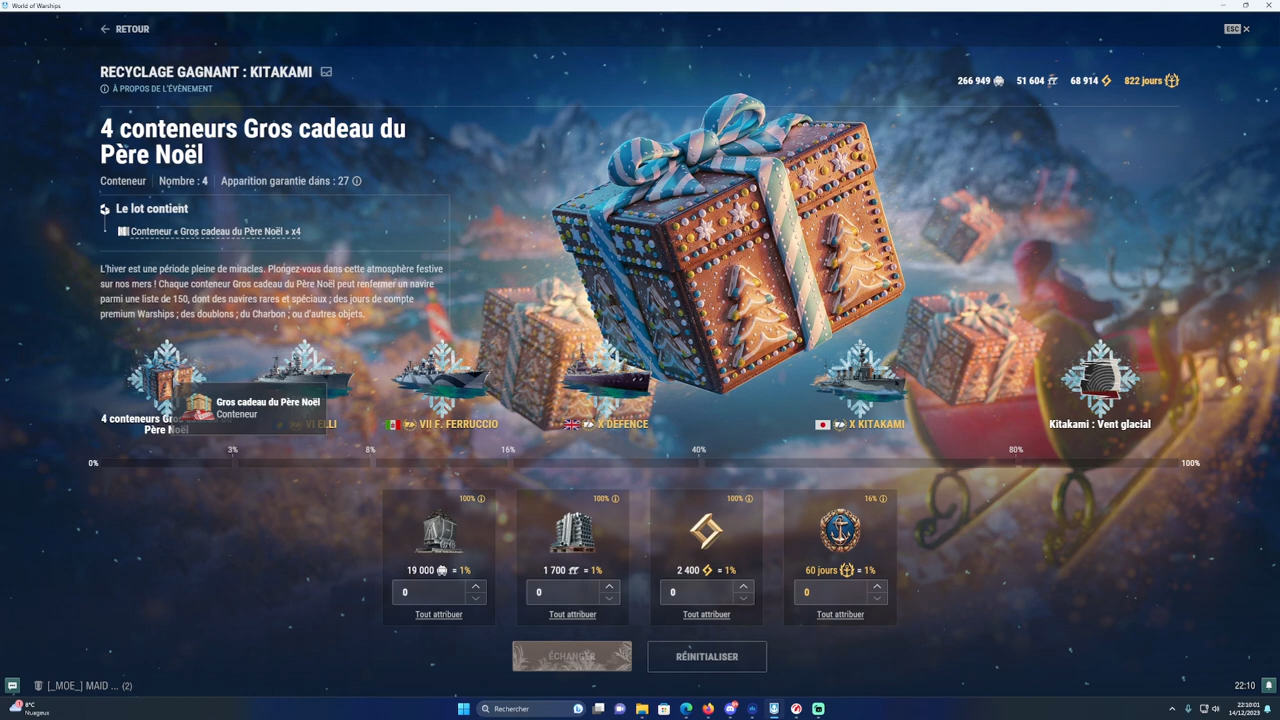 World of Warships
RETOUR
ESC
RECYCLAGE GAGNANT : KITAKAMI
266 949 51 604 68 914 822 jours
À PROPOS DE L'ÉVÈNEMENT
4 conteneurs Gros cadeau du
Père Noël
Conteneur Nombre : 4 Apparition garantie dans : 27
Le lot contient
Conteneur « Gros cadeau du Père Noël » x4
L'hiver est une période pleine de miracles. Plongez-vous dans cette atmosphère festive
sur nos mers ! Chaque conteneur Gros cadeau du Père Noël peut renfermer un navire
parmi une liste de 150, dont des navires rares et spéciaux ; des jours de compte
premium Warships ; des doublons ; du Charbon ; ou d'autres objets.
Gros cadeau du Père Noël
Conteneur
4 conteneurs Gros
Père Noël
VI ELLI
VII F. FERRUCCIO
X DEFENCE
X KITAKAMI
Kitakami : Vent glacial
0% 3% 8% 16% 40% 80% 100%
100% 100% 100% 16%
19 000 = 1% 1 700 = 1% 2 400 = 1% 60 jours = 1%
0 0 0 0
Tout attribuer Tout attribuer Tout attribuer Tout attribuer
ÉCHANGER RÉINITIALISER
[_MOE_] MAID ... (2)
22:10
8°C
Nuageux
Rechercher
22:10:01
14/12/2023